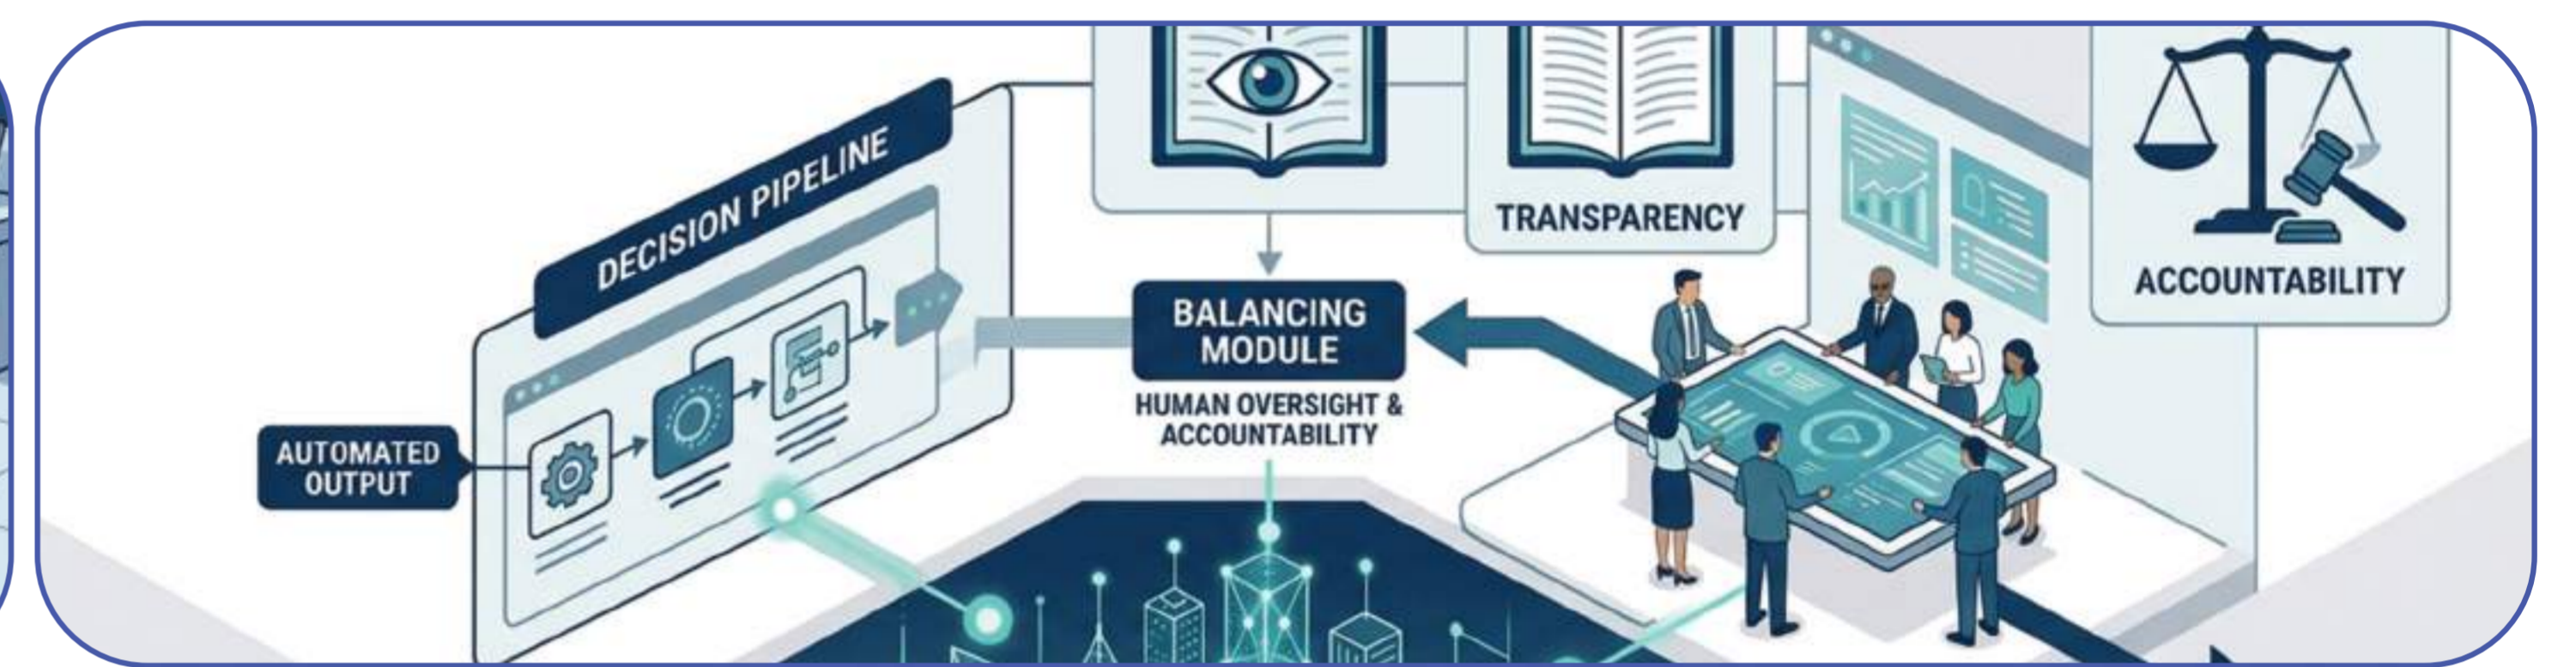 DECISION PIPELINE
AUTOMATED
OUTPUT
BALANCING
MODULE
HUMAN OVERSIGHT &
ACCOUNTABILITY
TRANSPARENCY
ACCOUNTABILITY